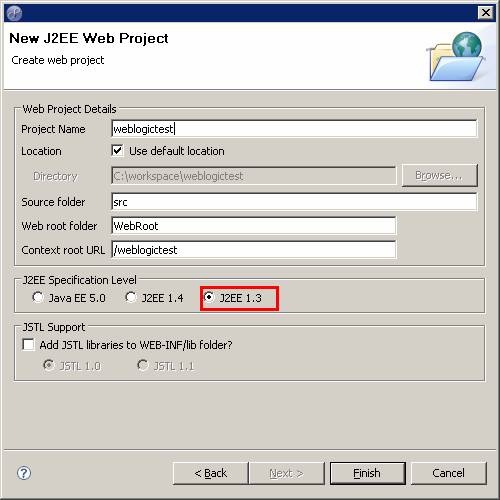 New J2EE Web Project
Create web project
Web Project Details
Project Name weblogictest
Location Use default location
Directory C:\workspace\weblogictest Browse...
Source folder src
Web root folder WebRoot
Context root URL /weblogictest
J2EE Specification Level
Java EE 5.0 J2EE 1.4 J2EE 1.3
JSTL Support
Add JSTL libraries to WEB-INF/lib folder?
JSTL 1.0 JSTL 1.1
? < Back Next > Finish Cancel